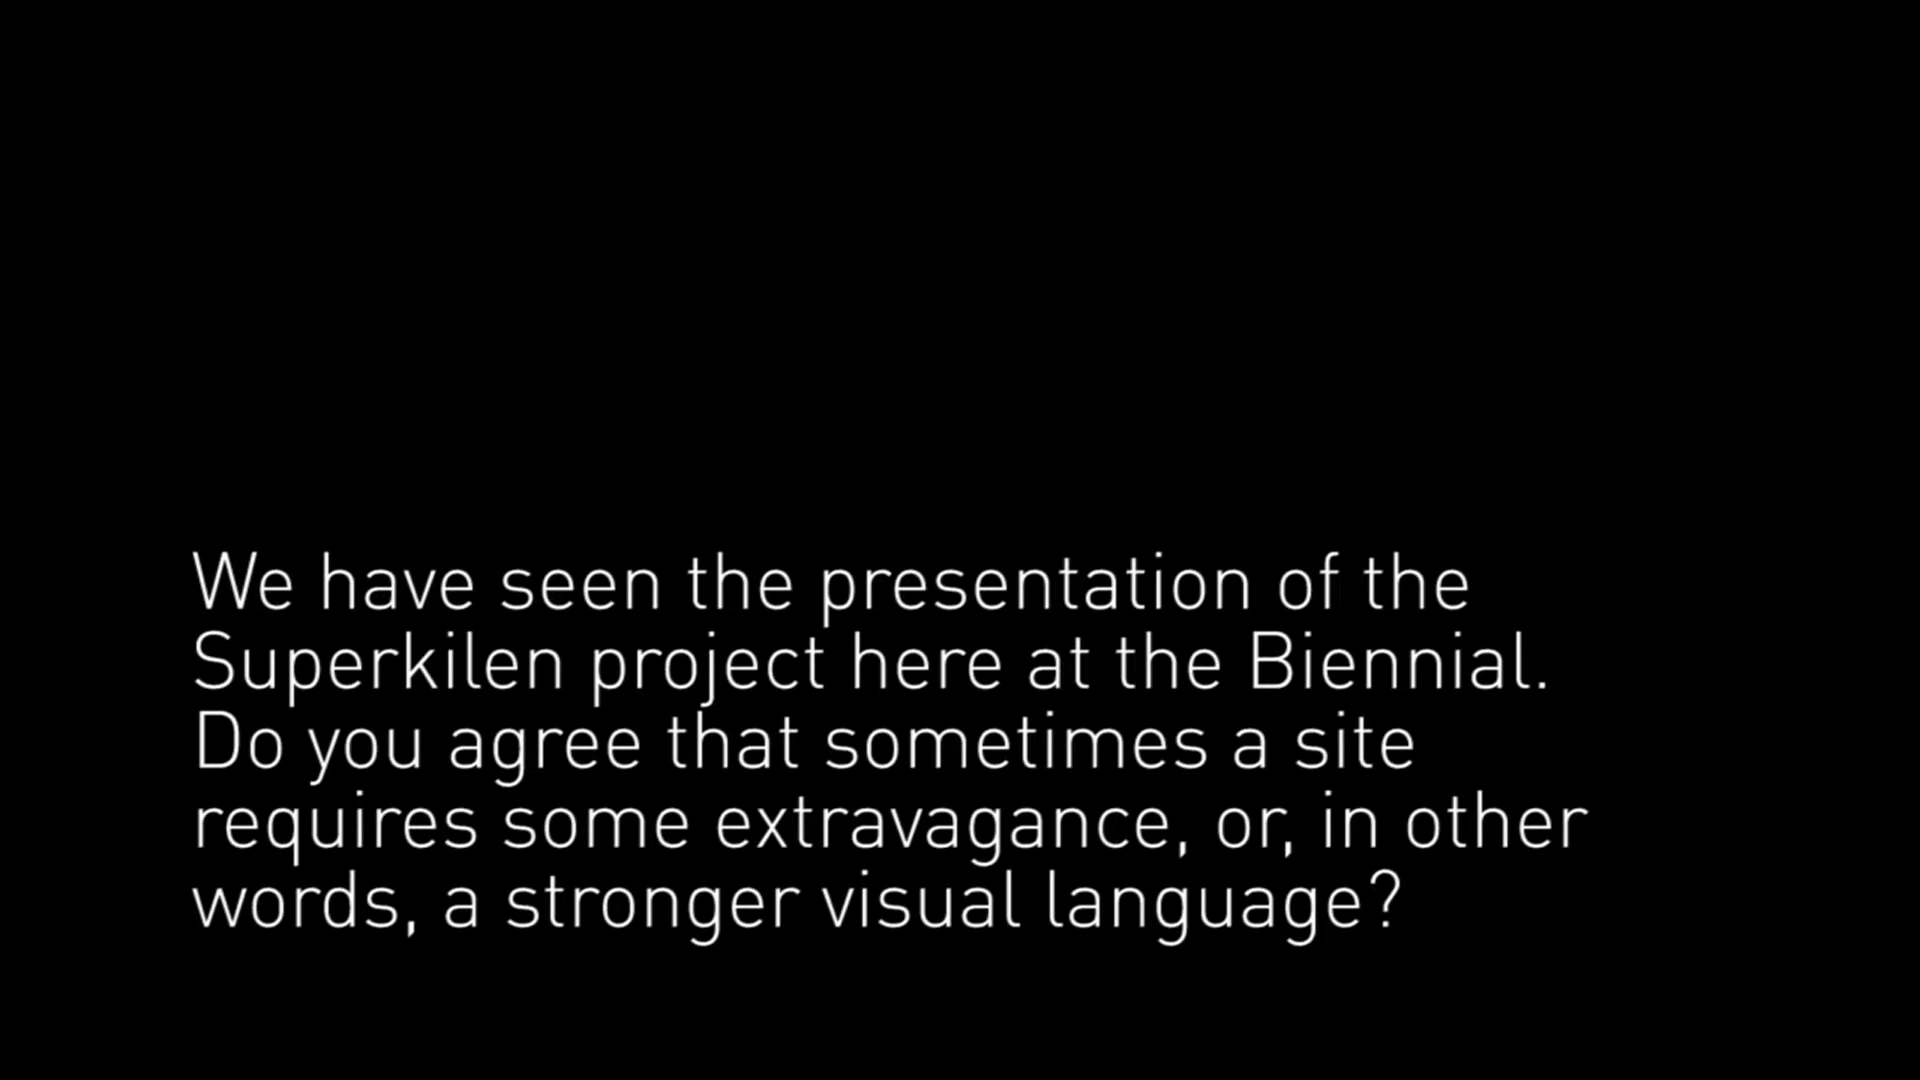 We have seen the presentation of the
Superkilen project here at the Biennial.
Do you agree that sometimes a site
requires some extravagance, or, in other
words, a stronger visual language?